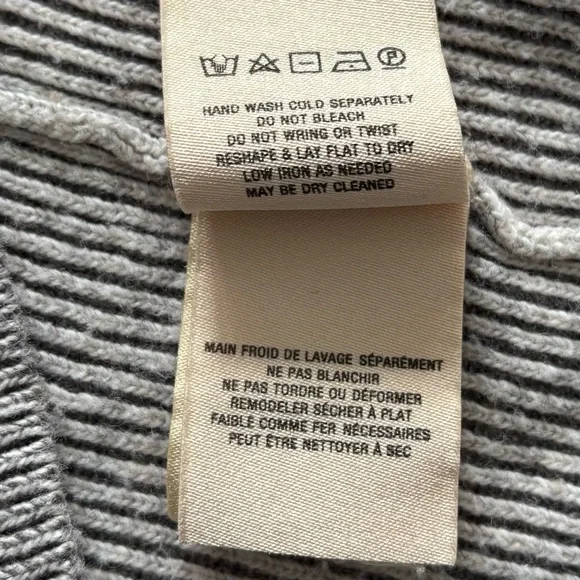 HAND WASH COLD SEPARATELY
DO NOT BLEACH
DO NOT WRING OR TWIST
RESHAPE & LAY FLAT TO DRY
LOW IRON AS NEEDED
MAY BE DRY CLEANED
MAIN FROID DE LAVAGE SÉPARÉMENT
NE PAS BLANCHIR
NE PAS TORDRE OU DÉFORMER
REMODELER SÉCHER À PLAT
FAIBLE COMME FER NÉCESSAIRES
PEUT ÊTRE NETTOYER À SEC